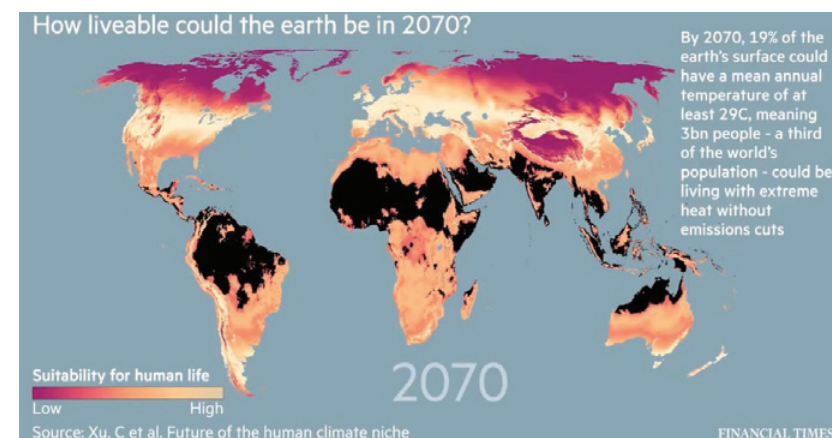 How liveable could the earth be in 2070?
By 2070, 19% of the
earth's surface could
have a mean annual
temperature of at
least 29C, meaning
3bn people - a third
of the world's
population - could be
living with extreme
heat without
emissions cuts
2070
Suitability for human life
Low High
Source: Xu, C et al. Future of the human climate niche
FINANCIAL TIMES